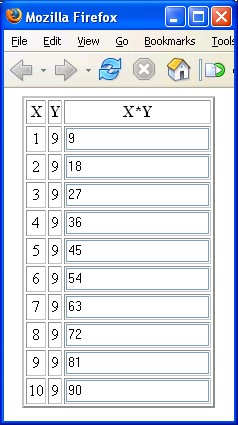 Mozilla Firefox
File Edit View Go Bookmarks Tools
X Y X*Y
1 9 9
2 9 18
3 9 27
4 9 36
5 9 45
6 9 54
7 9 63
8 9 72
9 9 81
10 9 90